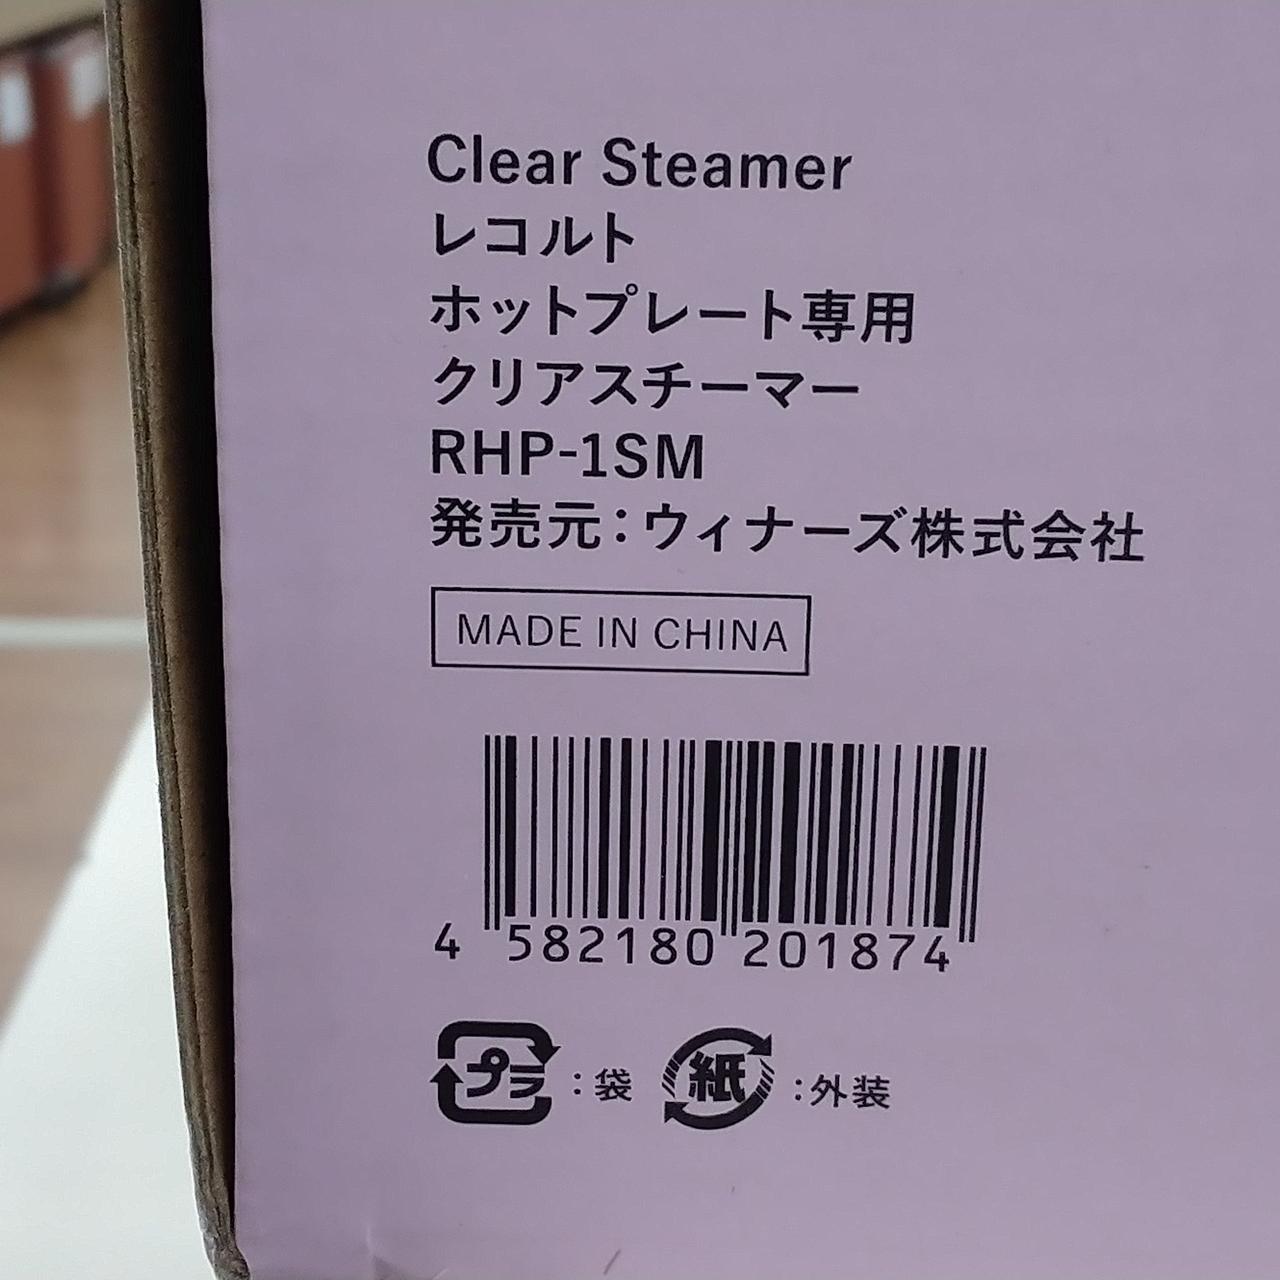 Clear Steamer
レコルト
ホットプレート専用
クリアスチーマー
RHP-1SM
発売元：ウィナーズ株式会社
MADE IN CHINA
4 582180 201874
プラ：袋 紙：外装